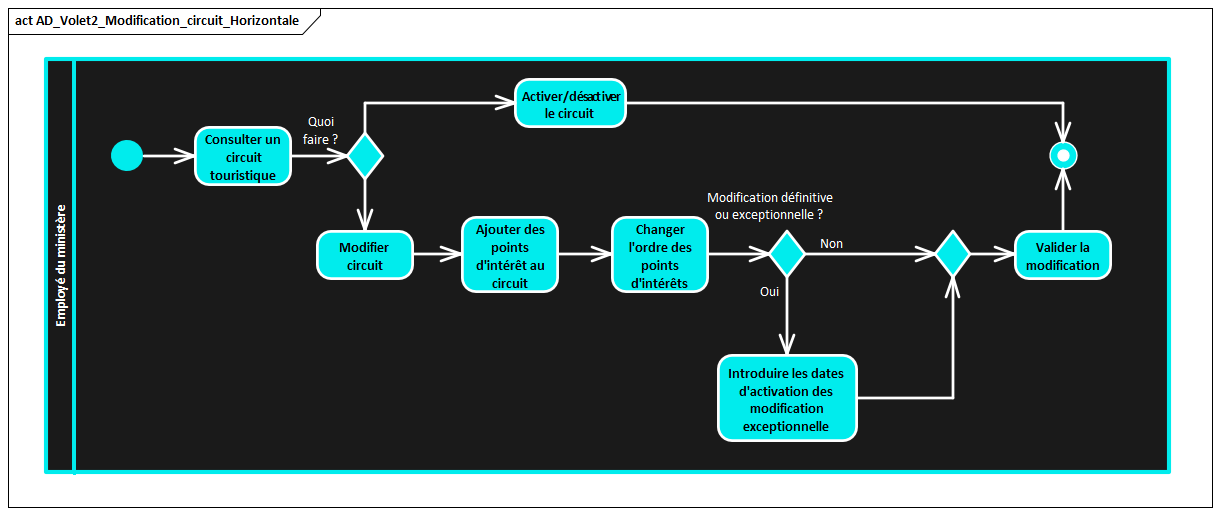 act AD_Volet2_Modification_circuit_Horizontale
Employé du ministère
Consulter un
circuit
touristique
Quoi
faire ?
Activer/désactiver
le circuit
Modifier
circuit
Ajouter des
points
d'intérêt au
circuit
Changer
l'ordre des
points
d'intérêts
Modification définitive
ou exceptionnelle ?
Non
Oui
Introduire les dates
d'activation des
modification
exceptionnelle
Valider la
modification